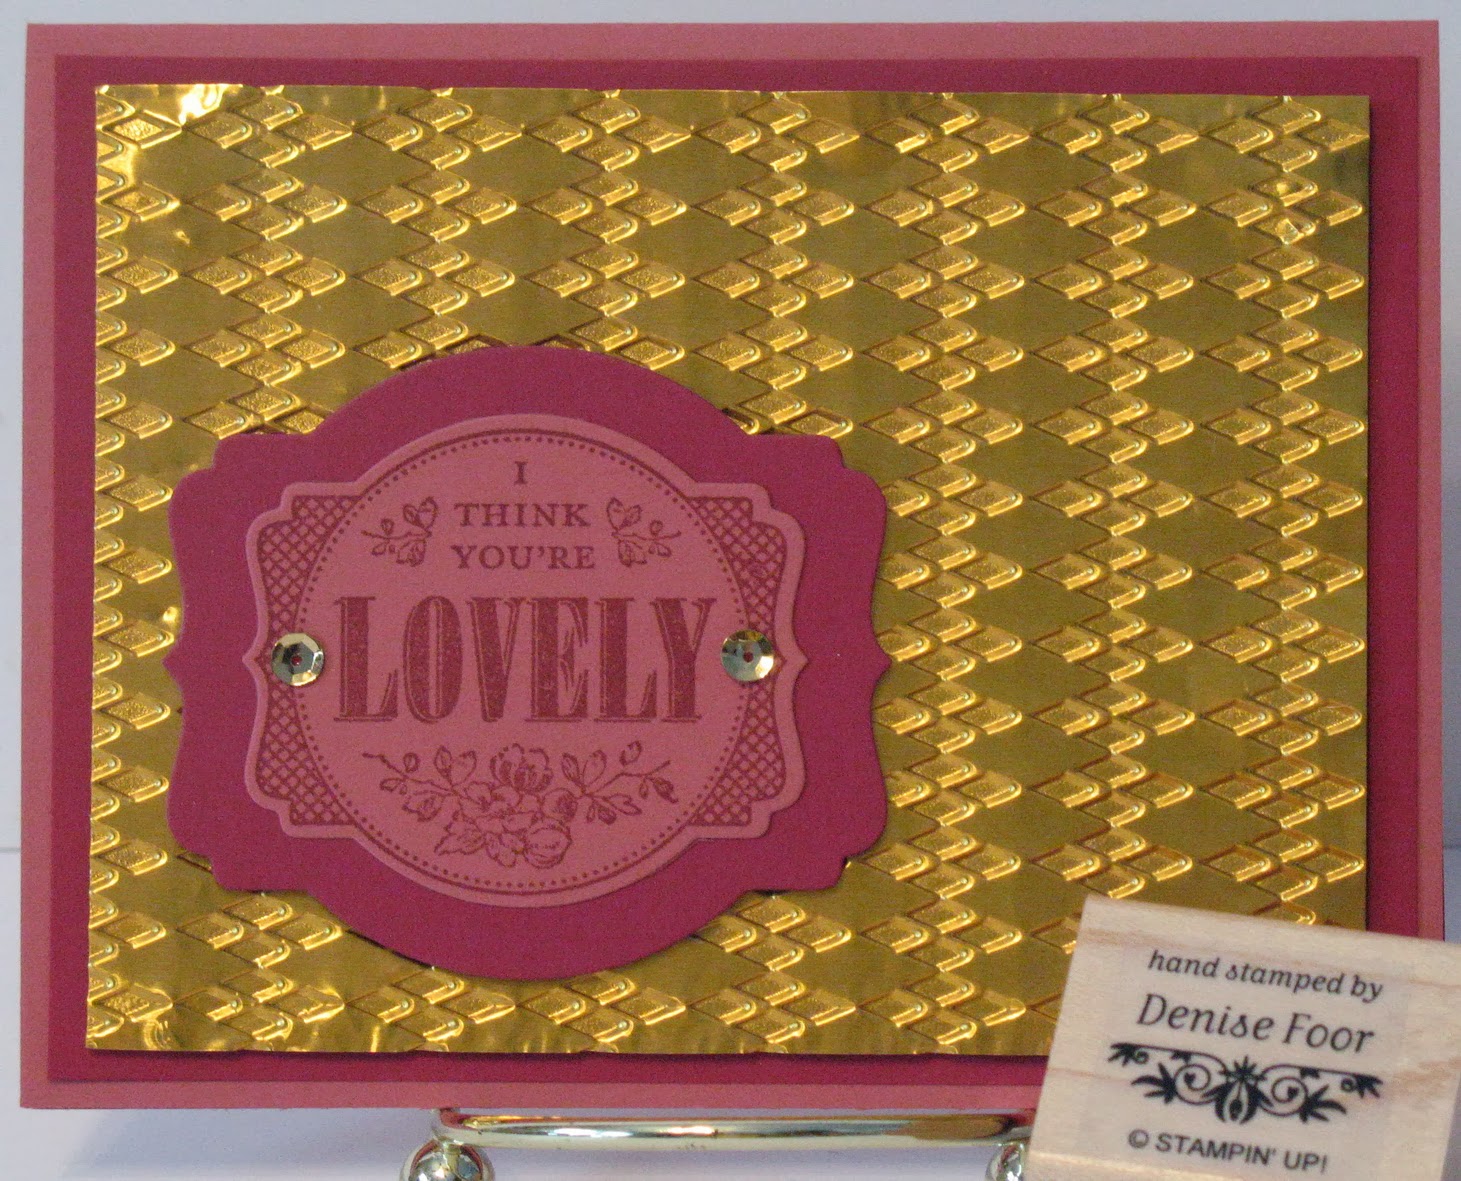 I
THINK
YOU'RE
LOVELY
hand stamped by
Denise Foor
© STAMPIN' UP!